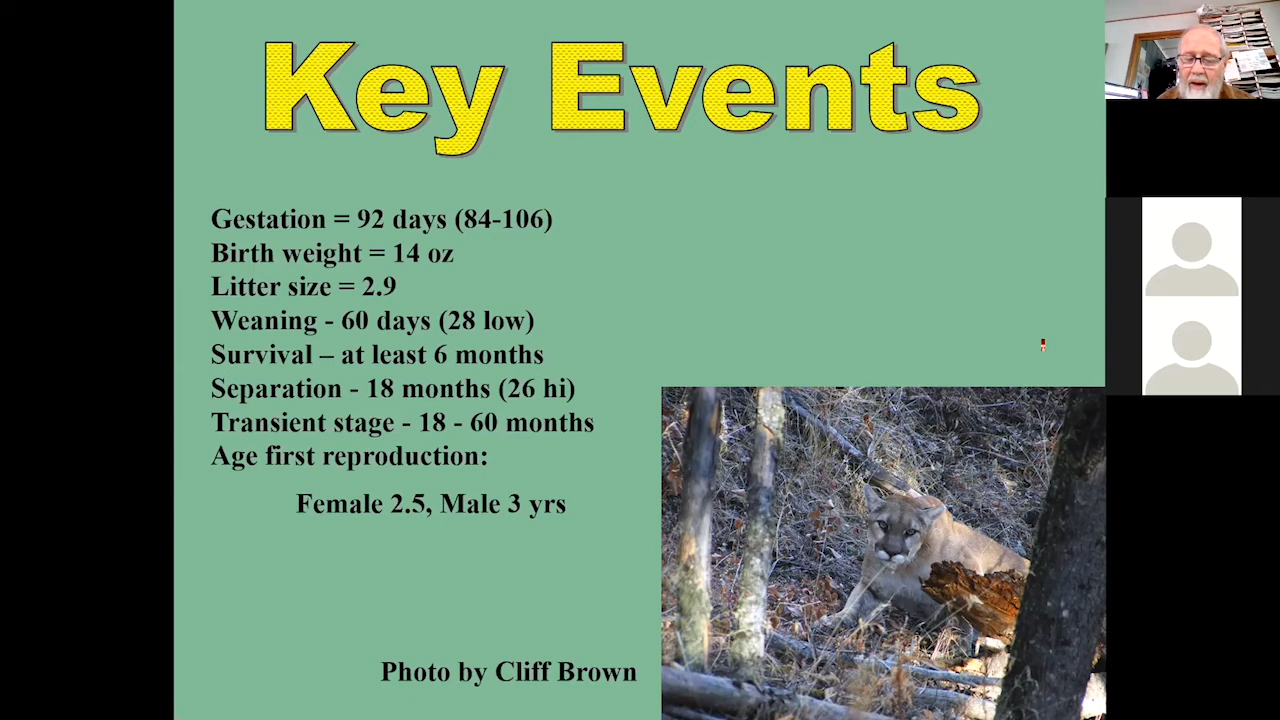 Key Events
Gestation = 92 days (84-106)
Birth weight = 14 oz
Litter size = 2.9
Weaning - 60 days (28 low)
Survival – at least 6 months
Separation - 18 months (26 hi)
Transient stage - 18 - 60 months
Age first reproduction:
Female 2.5, Male 3 yrs
Photo by Cliff Brown